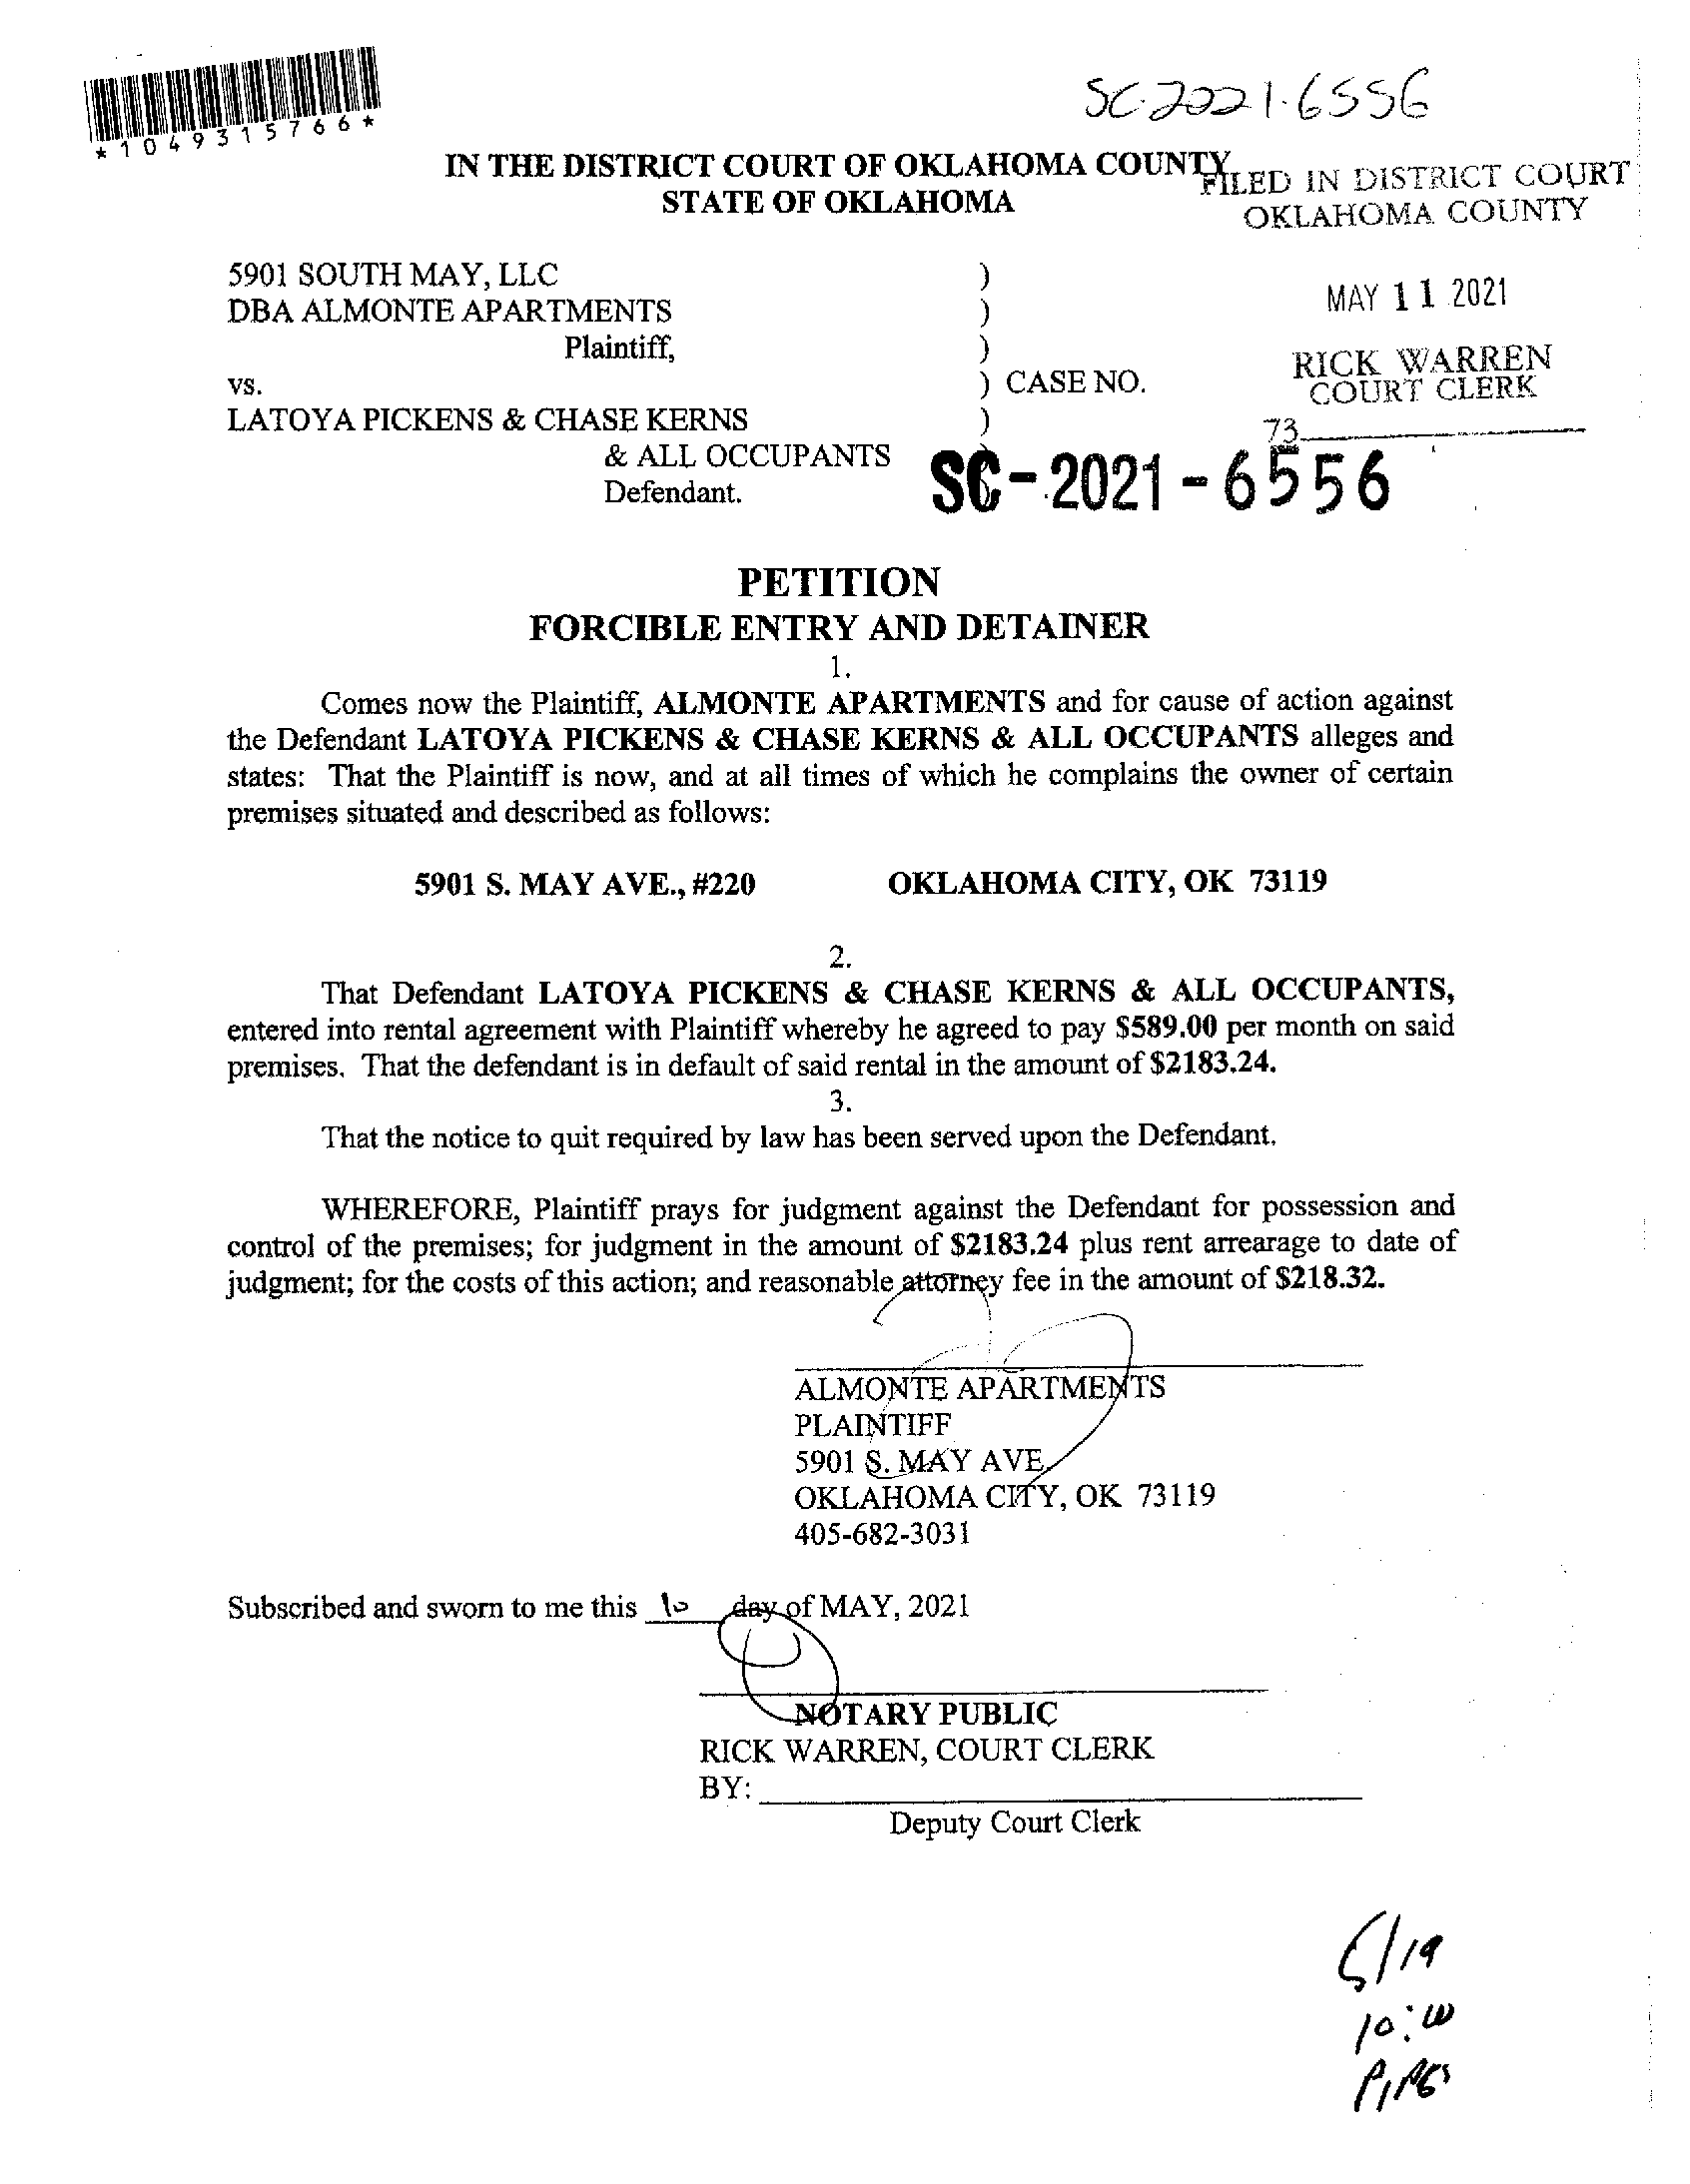 *1049315766*
SC-2021-6556
IN THE DISTRICT COURT OF OKLAHOMA COUNTY
STATE OF OKLAHOMA
FILED IN DISTRICT COURT
OKLAHOMA COUNTY
MAY 11 2021
RICK WARREN
COURT CLERK
73
5901 SOUTH MAY, LLC )
DBA ALMONTE APARTMENTS )
Plaintiff, )
vs. ) CASE NO.
LATOYA PICKENS & CHASE KERNS )
& ALL OCCUPANTS )
Defendant.
SC-2021-6556
PETITION
FORCIBLE ENTRY AND DETAINER
1.
Comes now the Plaintiff, ALMONTE APARTMENTS and for cause of action against
the Defendant LATOYA PICKENS & CHASE KERNS & ALL OCCUPANTS alleges and
states: That the Plaintiff is now, and at all times of which he complains the owner of certain
premises situated and described as follows:
5901 S. MAY AVE., #220 OKLAHOMA CITY, OK 73119
2.
That Defendant LATOYA PICKENS & CHASE KERNS & ALL OCCUPANTS,
entered into rental agreement with Plaintiff whereby he agreed to pay $589.00 per month on said
premises. That the defendant is in default of said rental in the amount of $2183.24.
3.
That the notice to quit required by law has been served upon the Defendant.
WHEREFORE, Plaintiff prays for judgment against the Defendant for possession and
control of the premises; for judgment in the amount of $2183.24 plus rent arrearage to date of
judgment; for the costs of this action; and reasonable attorney fee in the amount of $218.32.
ALMONTE APARTMENTS
PLAINTIFF
5901 S. MAY AVE.
OKLAHOMA CITY, OK 73119
405-682-3031
Subscribed and sworn to me this 10 day of MAY, 2021
NOTARY PUBLIC
RICK WARREN, COURT CLERK
BY:
Deputy Court Clerk
5/19